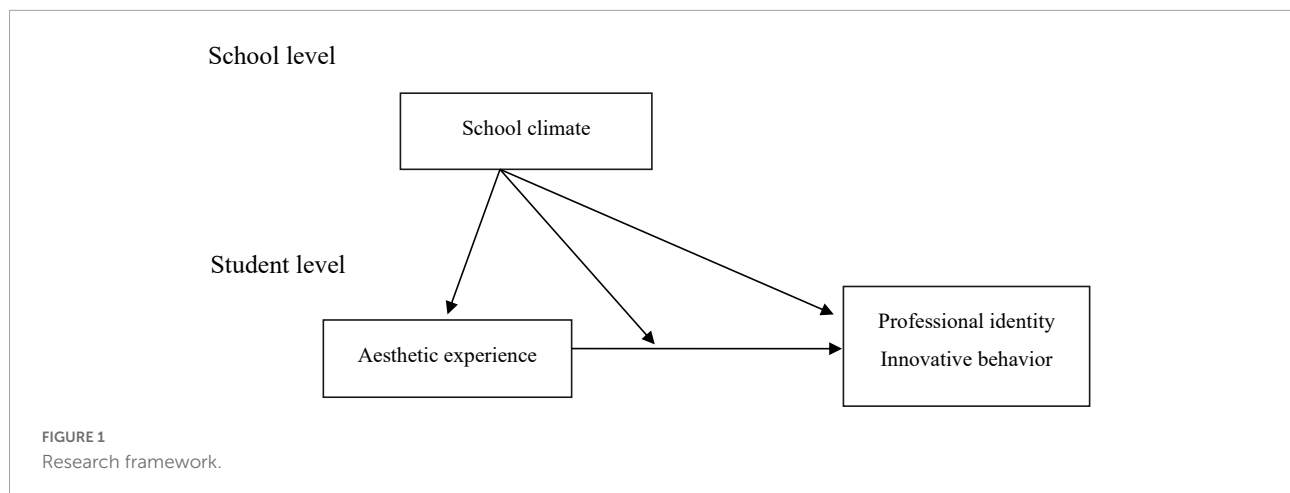 School level
School climate
Student level
Aesthetic experience
Professional identity
Innovative behavior
FIGURE 1
Research framework.